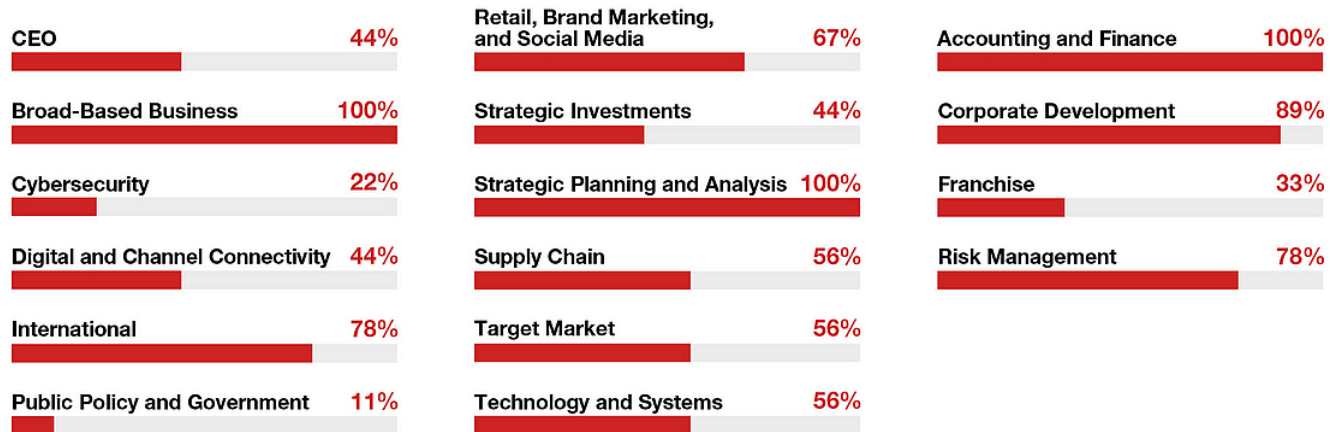 CEO 44%
Broad-Based Business 100%
Cybersecurity 22%
Digital and Channel Connectivity 44%
International 78%
Public Policy and Government 11%
Retail, Brand Marketing,
and Social Media 67%
Strategic Investments 44%
Strategic Planning and Analysis 100%
Supply Chain 56%
Target Market 56%
Technology and Systems 56%
Accounting and Finance 100%
Corporate Development 89%
Franchise 33%
Risk Management 78%